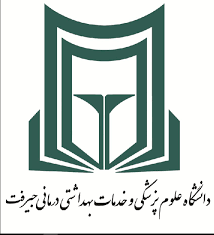 دانشگاه علوم پزشکی و خدمات بهداشتی درمانی جیرفت